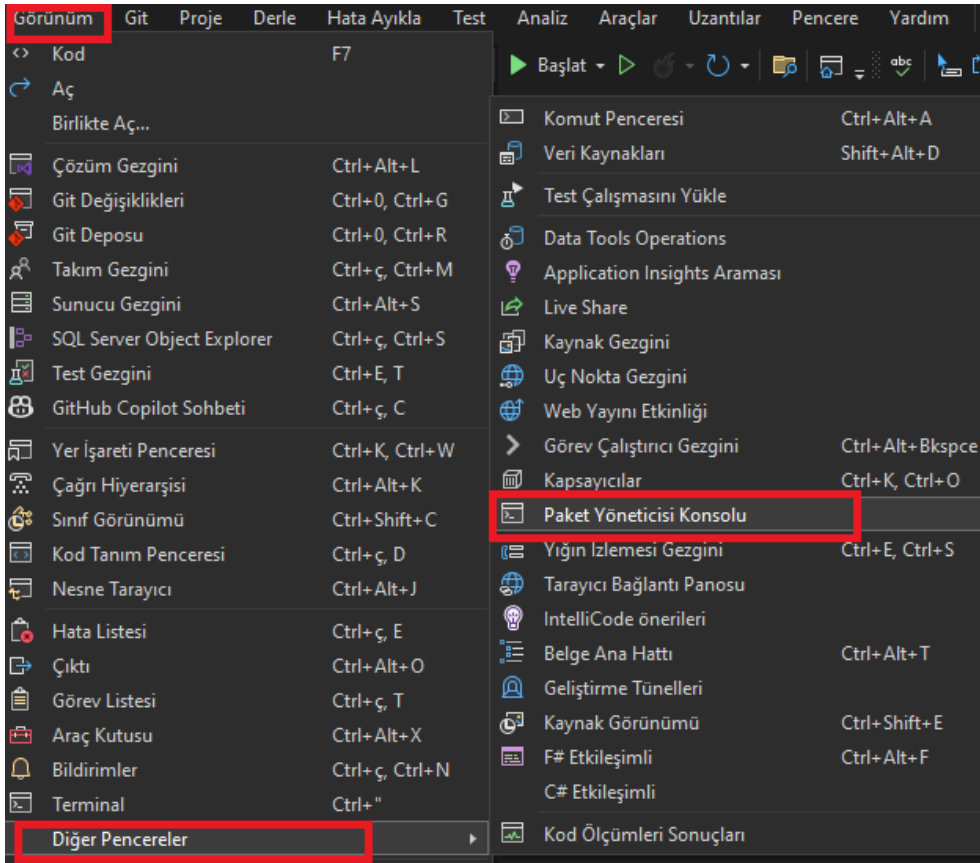 Görünüm Git Proje Derle Hata Ayıkla Test Analiz Araçlar Uzantılar Pencere Yardım
Başlat
abc
Kod F7
Aç
Birlikte Aç...
Çözüm Gezgini Ctrl+Alt+L
Git Değişiklikleri Ctrl+0, Ctrl+G
Git Deposu Ctrl+0, Ctrl+R
Takım Gezgini Ctrl+ç, Ctrl+M
Sunucu Gezgini Ctrl+Alt+S
SQL Server Object Explorer Ctrl+ç, Ctrl+S
Test Gezgini Ctrl+E, T
GitHub Copilot Sohbeti Ctrl+ç, C
Yer İşareti Penceresi Ctrl+K, Ctrl+W
Çağrı Hiyerarşisi Ctrl+Alt+K
Sınıf Görünümü Ctrl+Shift+C
Kod Tanım Penceresi Ctrl+ç, D
Nesne Tarayıcı Ctrl+Alt+J
Hata Listesi Ctrl+ç, E
Çıktı Ctrl+Alt+O
Görev Listesi Ctrl+ç, T
Araç Kutusu Ctrl+Alt+X
Bildirimler Ctrl+ç, Ctrl+N
Terminal Ctrl+"
Diğer Pencereler
Komut Penceresi Ctrl+Alt+A
Veri Kaynakları Shift+Alt+D
Test Çalışmasını Yükle
Data Tools Operations
Application Insights Araması
Live Share
Kaynak Gezgini
Uç Nokta Gezgini
Web Yayını Etkinliği
Görev Çalıştırıcı Gezgini Ctrl+Alt+Bkspce
Kapsayıcılar Ctrl+K, Ctrl+O
Paket Yöneticisi Konsolu
Yığın İzlemesi Gezgini Ctrl+E, Ctrl+S
Tarayıcı Bağlantı Panosu
IntelliCode önerileri
Belge Ana Hattı Ctrl+Alt+T
Geliştirme Tünelleri
Kaynak Görünümü Ctrl+Shift+E
F# Etkileşimli Ctrl+Alt+F
C# Etkileşimli
Kod Ölçümleri Sonuçları